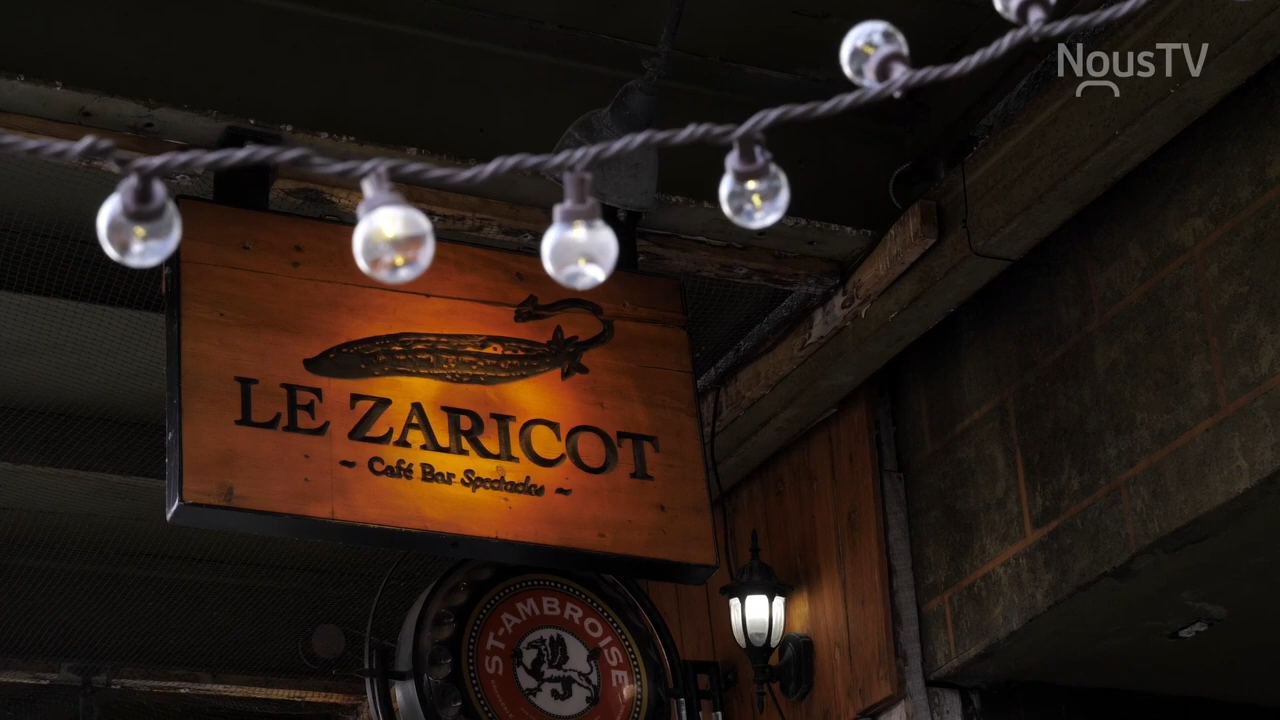 NousTV
LE ZARICOT
~ Café Bar Spectacles ~
ST-AMBROISE